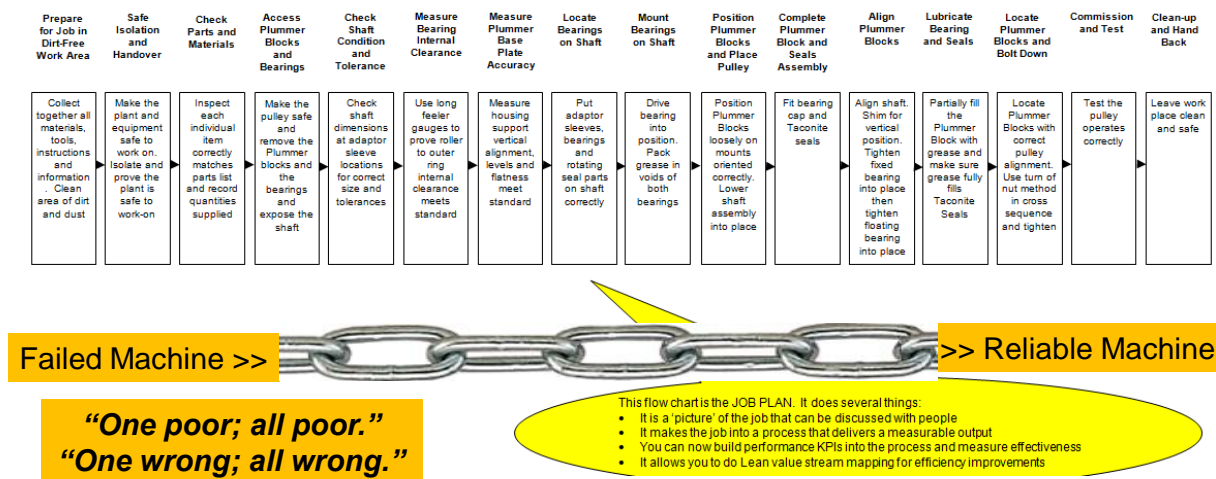 Prepare
for Job in
Dirt-Free
Work Area
Safe
Isolation
and
Handover
Check
Parts and
Materials
Access
Plummer
Blocks
and
Bearings
Check
Shaft
Condition
and
Tolerance
Measure
Bearing
Internal
Clearance
Measure
Plummer
Base
Plate
Accuracy
Locate
Bearings
on Shaft
Mount
Bearings
on Shaft
Position
Plummer
Blocks
and Place
Pulley
Complete
Plummer
Block and
Seals
Assembly
Align
Plummer
Blocks
Lubricate
Bearing
and Seals
Locate
Plummer
Blocks and
Bolt Down
Commission
and Test
Clean-up
and Hand
Back
Collect
together all
materials,
tools,
instructions
and
information
. Clean
area of dirt
and dust
Make the
plant and
equipment
safe to
work on.
Isolate and
prove the
plant is
safe to
work-on
Inspect
each
individual
item
correctly
matches
parts list
and record
quantities
supplied
Make the
pulley safe
and
remove the
Plummer
blocks and
the
bearings
and
expose the
shaft
Check
shaft
dimensions
at adaptor
sleeve
locations
for correct
size and
tolerances
Use long
feeler
gauges to
prove roller
to outer
ring
internal
clearance
meets
standard
Measure
housing
support
vertical
alignment,
levels and
flatness
meet
standard
Put
adaptor
sleeves,
bearings
and
rotating
seal parts
on shaft
correctly
Drive
bearing
into
position.
Pack
grease in
voids of
both
bearings
Position
Plummer
Blocks
loosely on
mounts
oriented
correctly.
Lower
shaft
assembly
into place
Fit bearing
cap and
Taconite
seals
Align shaft.
Shim for
vertical
position.
Tighten
fixed
bearing
into place
then
tighten
floating
bearing
into place
Partially fill
the
Plummer
Block with
grease and
make sure
grease fully
fills
Taconite
Seals
Locate
Plummer
Blocks with
correct
pulley
alignment.
Use turn of
nut method
in cross
sequence
and tighten
Test the
pulley
operates
correctly
Leave work
place clean
and safe
Failed Machine >>
>> Reliable Machine
“One poor; all poor.”
“One wrong; all wrong.”
This flow chart is the JOB PLAN. It does several things:
• It is a ‘picture’ of the job that can be discussed with people
• It makes the job into a process that delivers a measurable output
• You can now build performance KPIs into the process and measure effectiveness
• It allows you to do Lean value stream mapping for efficiency improvements